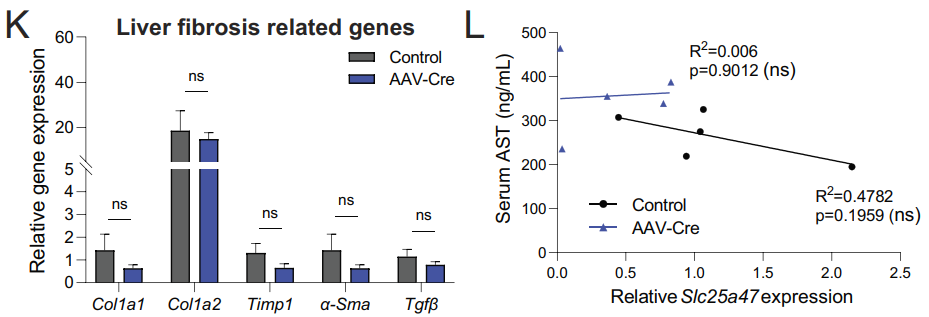 K
Liver fibrosis related genes
Relative gene expression
60
40
20
5
4
3
2
1
0
Control
AAV-Cre
ns
ns
ns
ns
ns
Col1a1 Col1a2 Timp1 α-Sma Tgfβ
L
Serum AST (ng/mL)
500
400
300
200
100
0
R²=0.006
p=0.9012 (ns)
R²=0.4782
p=0.1959 (ns)
Control
AAV-Cre
0.0 0.5 1.0 1.5 2.0 2.5
Relative Slc25a47 expression